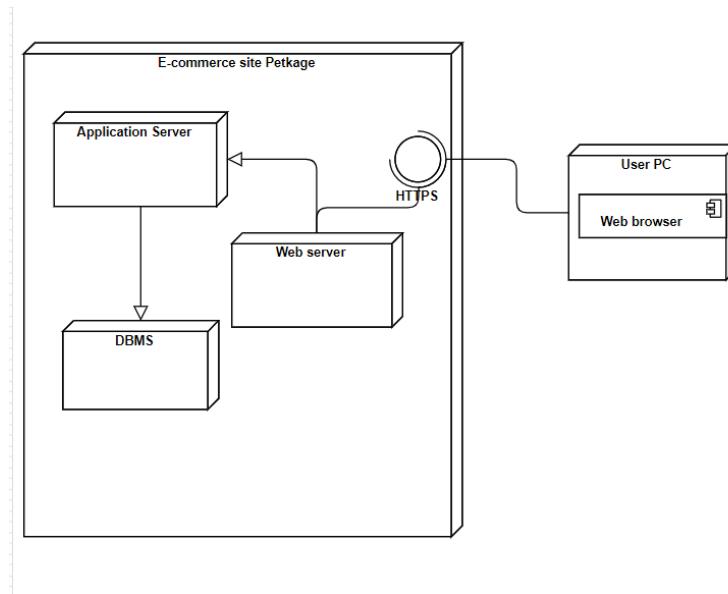 E-commerce site Petkage
Application Server
HTTPS
User PC
Web browser
Web server
DBMS